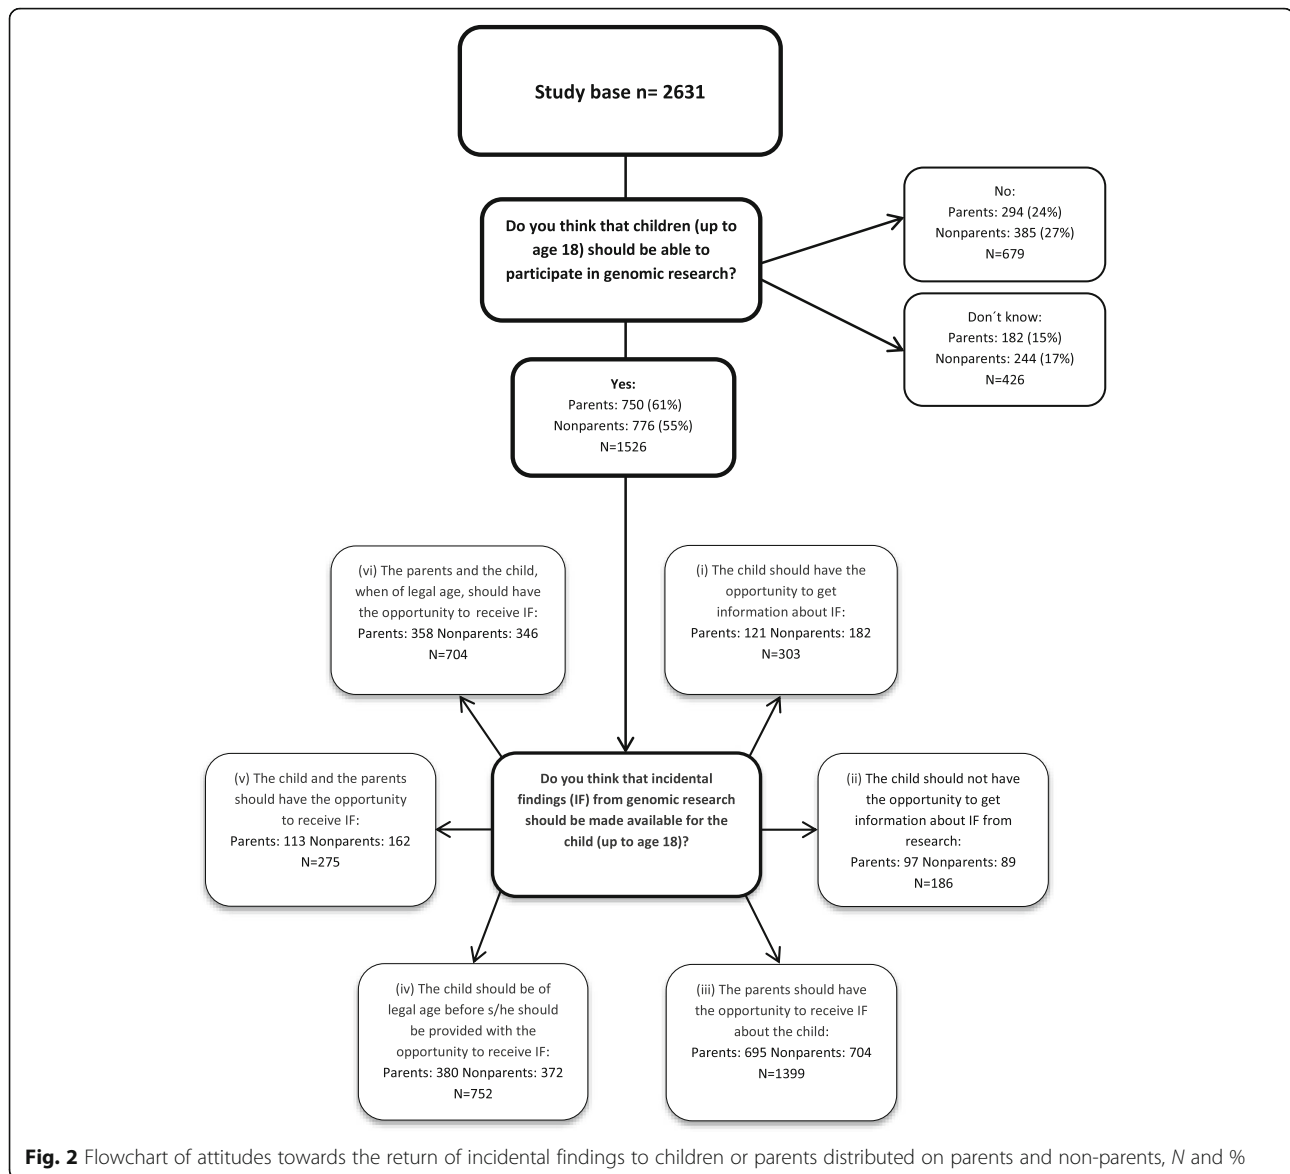 Study base n= 2631
Do you think that children (up to
age 18) should be able to
participate in genomic research?
No:
Parents: 294 (24%)
Nonparents: 385 (27%)
N=679
Don´t know:
Parents: 182 (15%)
Nonparents: 244 (17%)
N=426
Yes:
Parents: 750 (61%)
Nonparents: 776 (55%)
N=1526
(vi) The parents and the child,
when of legal age, should have
the opportunity to receive IF:
Parents: 358 Nonparents: 346
N=704
(i) The child should have the
opportunity to get
information about IF:
Parents: 121 Nonparents: 182
N=303
(v) The child and the parents
should have the opportunity
to receive IF:
Parents: 113 Nonparents: 162
N=275
Do you think that incidental
findings (IF) from genomic research
should be made available for the
child (up to age 18)?
(ii) The child should not have
the opportunity to get
information about IF from
research:
Parents: 97 Nonparents: 89
N=186
(iv) The child should be of
legal age before s/he should
be provided with the
opportunity to receive IF:
Parents: 380 Nonparents: 372
N=752
(iii) The parents should have
the opportunity to receive IF
about the child:
Parents: 695 Nonparents: 704
N=1399
Fig. 2 Flowchart of attitudes towards the return of incidental findings to children or parents distributed on parents and non-parents, N and %